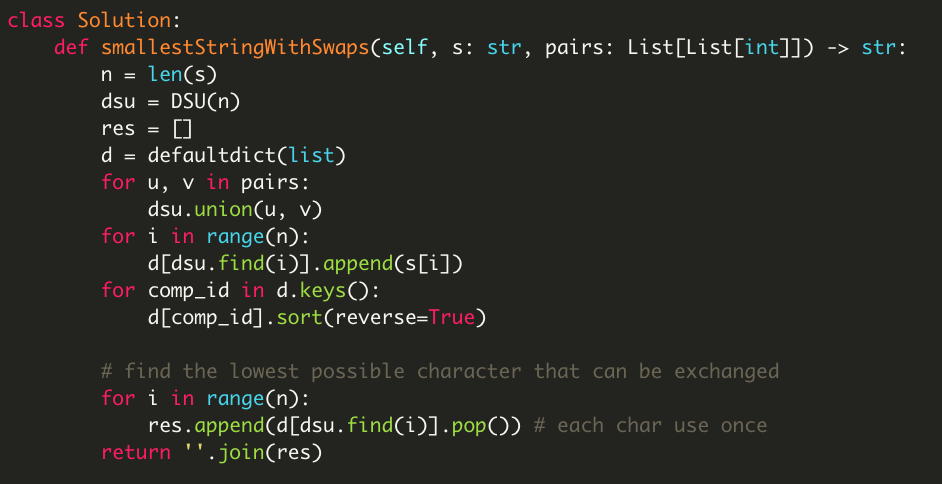 class Solution:
    def smallestStringWithSwaps(self, s: str, pairs: List[List[int]]) -> str:
        n = len(s)
        dsu = DSU(n)
        res = []
        d = defaultdict(list)
        for u, v in pairs:
            dsu.union(u, v)
        for i in range(n):
            d[dsu.find(i)].append(s[i])
        for comp_id in d.keys():
            d[comp_id].sort(reverse=True)

        # find the lowest possible character that can be exchanged
        for i in range(n):
            res.append(d[dsu.find(i)].pop()) # each char use once
        return ''.join(res)